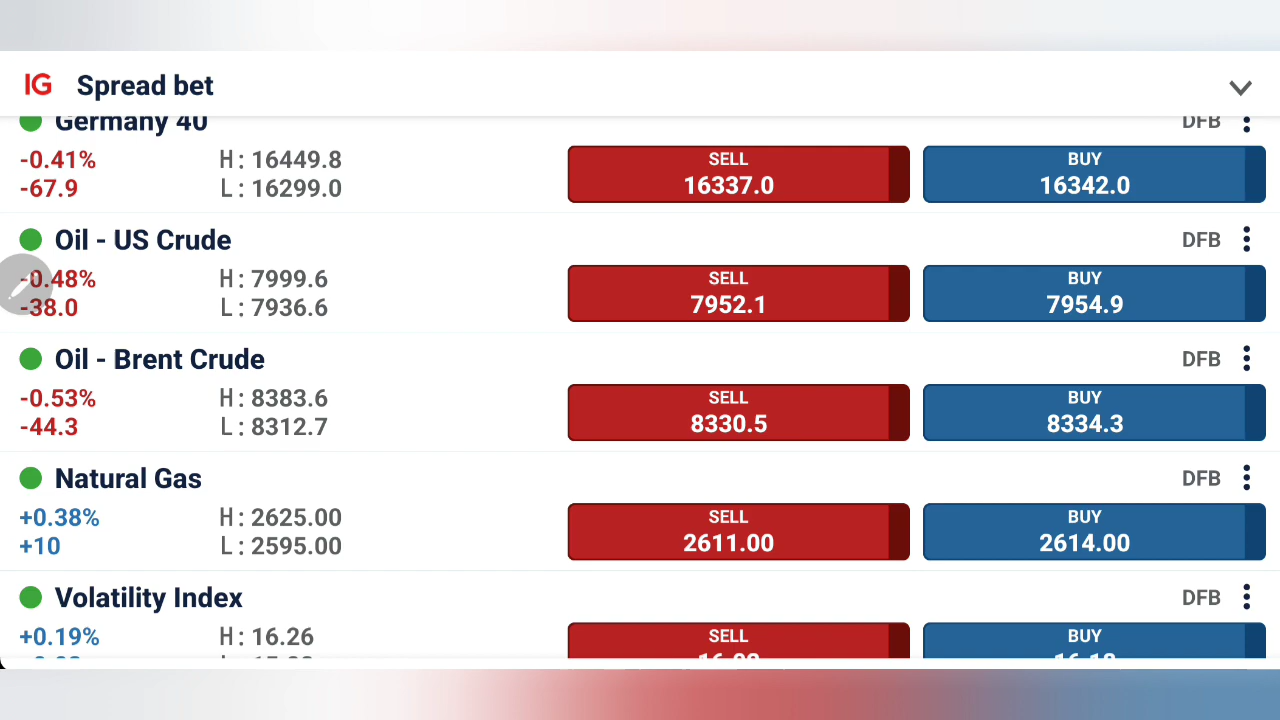 IG Spread bet
Germany 40 DFB
-0.41% H: 16449.8 SELL BUY
-67.9 L: 16299.0 16337.0 16342.0
Oil - US Crude DFB
-0.48% H: 7999.6 SELL BUY
-38.0 L: 7936.6 7952.1 7954.9
Oil - Brent Crude DFB
-0.53% H: 8383.6 SELL BUY
-44.3 L: 8312.7 8330.5 8334.3
Natural Gas DFB
+0.38% H: 2625.00 SELL BUY
+10 L: 2595.00 2611.00 2614.00
Volatility Index DFB
+0.19% H: 16.26 SELL BUY